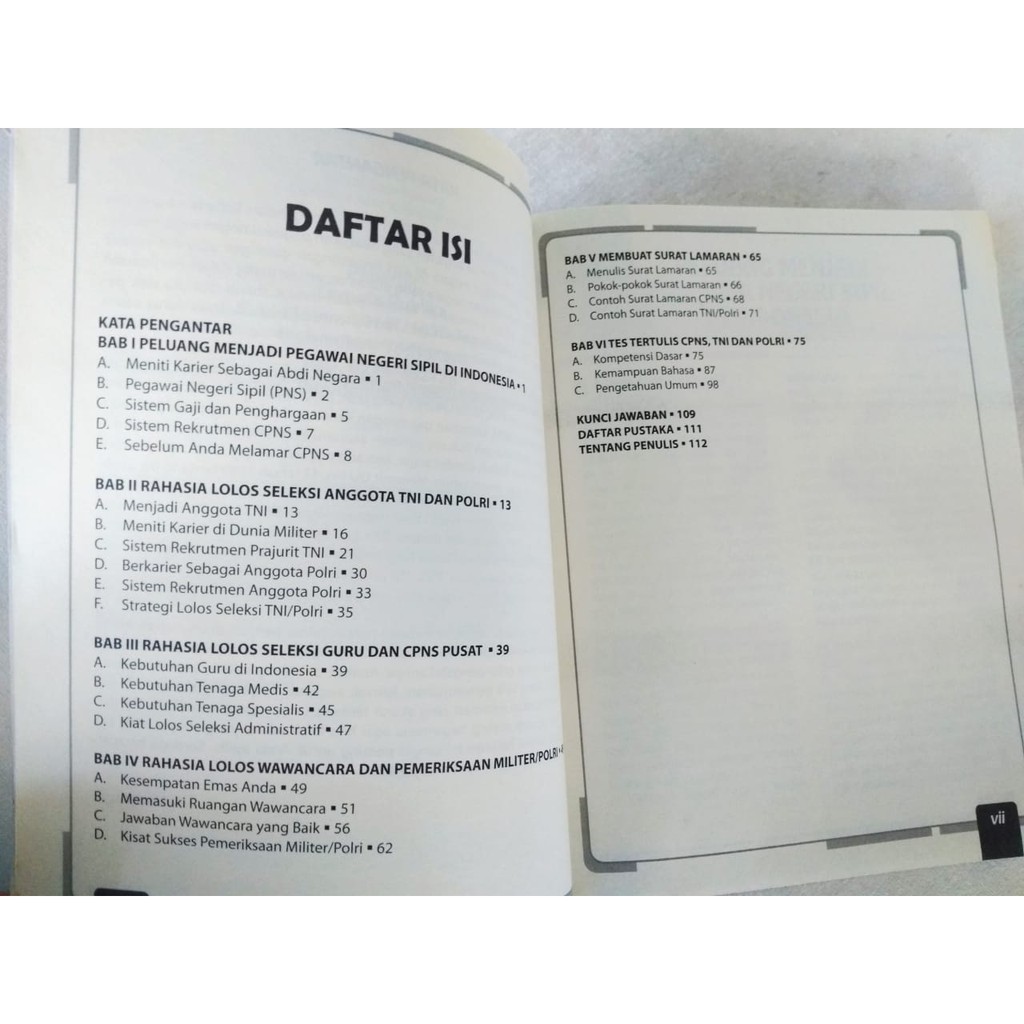 DAFTAR ISI
KATA PENGANTAR
BAB I PELUANG MENJADI PEGAWAI NEGERI SIPIL DI INDONESIA ▪ 1
A. Meniti Karier Sebagai Abdi Negara ▪ 1
B. Pegawai Negeri Sipil (PNS) ▪ 2
C. Sistem Gaji dan Penghargaan ▪ 5
D. Sistem Rekrutmen CPNS ▪ 7
E. Sebelum Anda Melamar CPNS ▪ 8
BAB II RAHASIA LOLOS SELEKSI ANGGOTA TNI DAN POLRI ▪ 13
A. Menjadi Anggota TNI ▪ 13
B. Meniti Karier di Dunia Militer ▪ 16
C. Sistem Rekrutmen Prajurit TNI ▪ 21
D. Berkarier Sebagai Anggota Polri ▪ 30
E. Sistem Rekrutmen Anggota Polri ▪ 33
F. Strategi Lolos Seleksi TNI/Polri ▪ 35
BAB III RAHASIA LOLOS SELEKSI GURU DAN CPNS PUSAT ▪ 39
A. Kebutuhan Guru di Indonesia ▪ 39
B. Kebutuhan Tenaga Medis ▪ 42
C. Kebutuhan Tenaga Spesialis ▪ 45
D. Kiat Lolos Seleksi Administratif ▪ 47
BAB IV RAHASIA LOLOS WAWANCARA DAN PEMERIKSAAN MILITER/POLRI ▪
A. Kesempatan Emas Anda ▪ 49
B. Memasuki Ruangan Wawancara ▪ 51
C. Jawaban Wawancara yang Baik ▪ 56
D. Kisat Sukses Pemeriksaan Militer/Polri ▪ 62
BAB V MEMBUAT SURAT LAMARAN ▪ 65
A. Menulis Surat Lamaran ▪ 65
B. Pokok-pokok Surat Lamaran ▪ 66
C. Contoh Surat Lamaran CPNS ▪ 68
D. Contoh Surat Lamaran TNI/Polri ▪ 71
BAB VI TES TERTULIS CPNS, TNI DAN POLRI ▪ 75
A. Kompetensi Dasar ▪ 75
B. Kemampuan Bahasa ▪ 87
C. Pengetahuan Umum ▪ 98
KUNCI JAWABAN ▪ 109
DAFTAR PUSTAKA ▪ 111
TENTANG PENULIS ▪ 112
vii